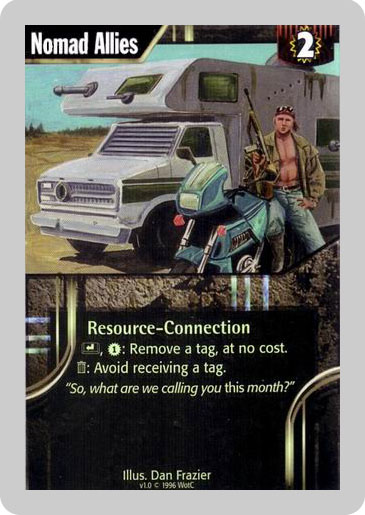 Nomad Allies
2
Resource-Connection
, 1: Remove a tag, at no cost.
: Avoid receiving a tag.
"So, what are we calling you this month?"
Illus. Dan Frazier
v1.0 © 1996 WotC